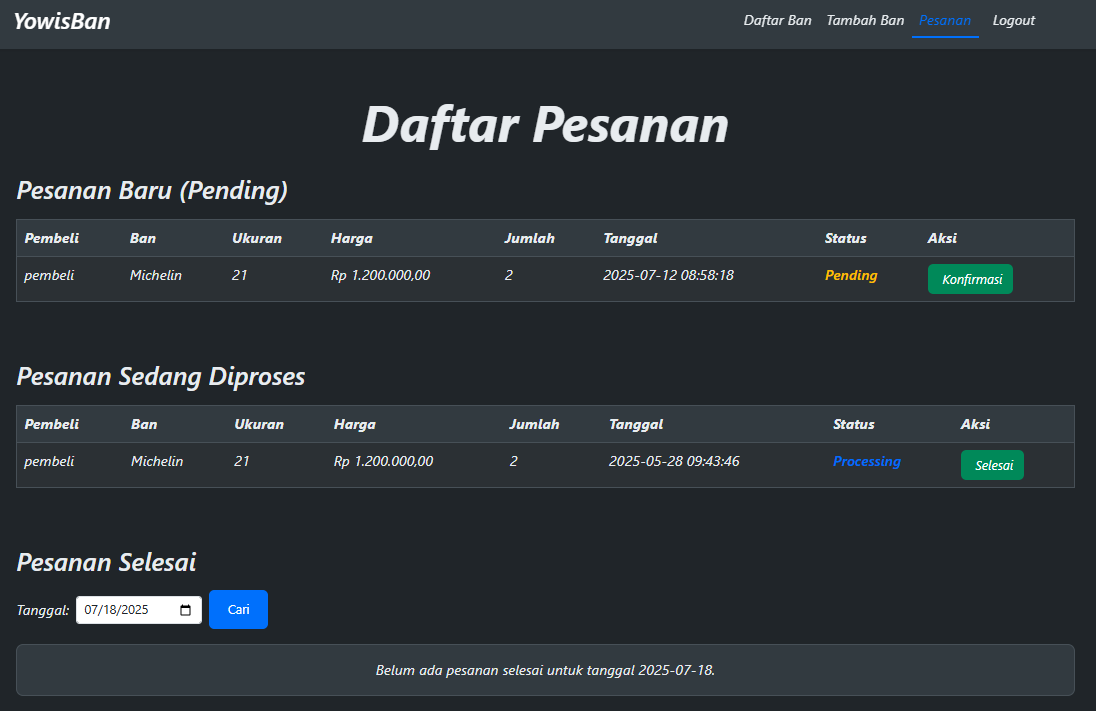 YowisBan Daftar Ban Tambah Ban Pesanan Logout
Daftar Pesanan
Pesanan Baru (Pending)
Pembeli Ban Ukuran Harga Jumlah Tanggal Status Aksi
pembeli Michelin 21 Rp 1.200.000,00 2 2025-07-12 08:58:18 Pending Konfirmasi
Pesanan Sedang Diproses
Pembeli Ban Ukuran Harga Jumlah Tanggal Status Aksi
pembeli Michelin 21 Rp 1.200.000,00 2 2025-05-28 09:43:46 Processing Selesai
Pesanan Selesai
Tanggal: 07/18/2025 Cari
Belum ada pesanan selesai untuk tanggal 2025-07-18.